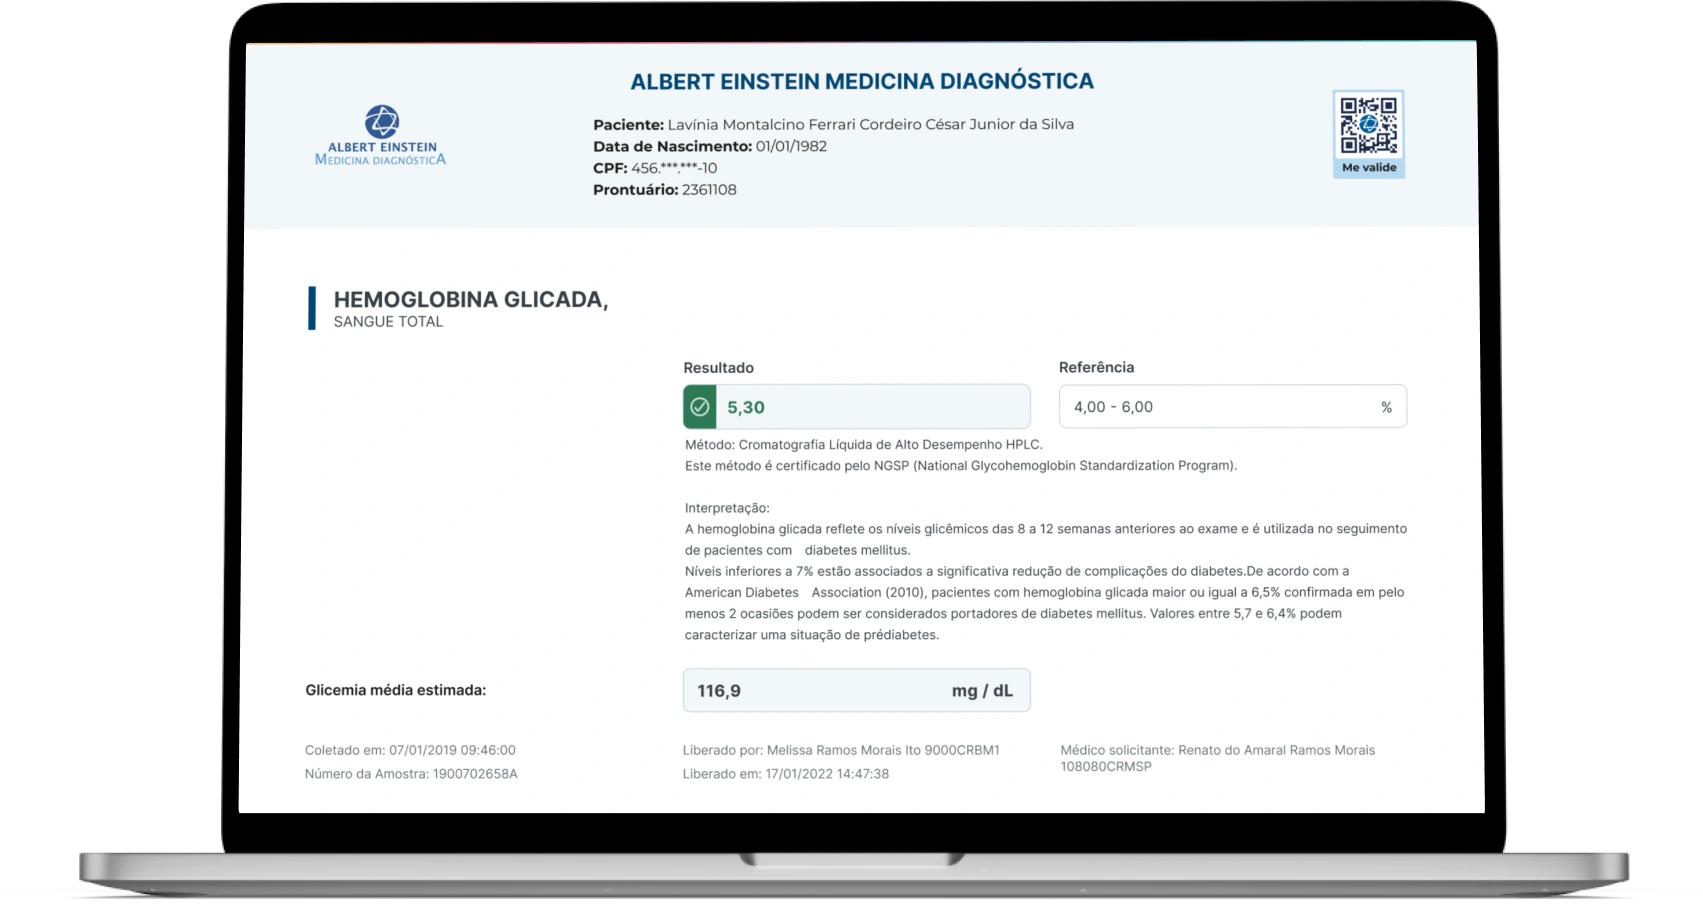 ALBERT EINSTEIN MEDICINA DIAGNÓSTICA
ALBERT EINSTEIN
MEDICINA DIAGNÓSTICA
Paciente: Lavínia Montalcino Ferrari Cordeiro César Junior da Silva
Data de Nascimento: 01/01/1982
CPF: 456.***.***-10
Prontuário: 2361108
Me valide
HEMOGLOBINA GLICADA,
SANGUE TOTAL
Resultado
Referência
5,30
4,00 - 6,00 %
Método: Cromatografia Líquida de Alto Desempenho HPLC.
Este método é certificado pelo NGSP (National Glycohemoglobin Standardization Program).
Interpretação:
A hemoglobina glicada reflete os níveis glicêmicos das 8 a 12 semanas anteriores ao exame e é utilizada no seguimento
de pacientes com diabetes mellitus.
Níveis inferiores a 7% estão associados a significativa redução de complicações do diabetes.De acordo com a
American Diabetes Association (2010), pacientes com hemoglobina glicada maior ou igual a 6,5% confirmada em pelo
menos 2 ocasiões podem ser considerados portadores de diabetes mellitus. Valores entre 5,7 e 6,4% podem
caracterizar uma situação de prédiabetes.
Glicemia média estimada:
116,9 mg / dL
Coletado em: 07/01/2019 09:46:00
Número da Amostra: 1900702658A
Liberado por: Melissa Ramos Morais Ito 9000CRBM1
Liberado em: 17/01/2022 14:47:38
Médico solicitante: Renato do Amaral Ramos Morais
108080CRMSP